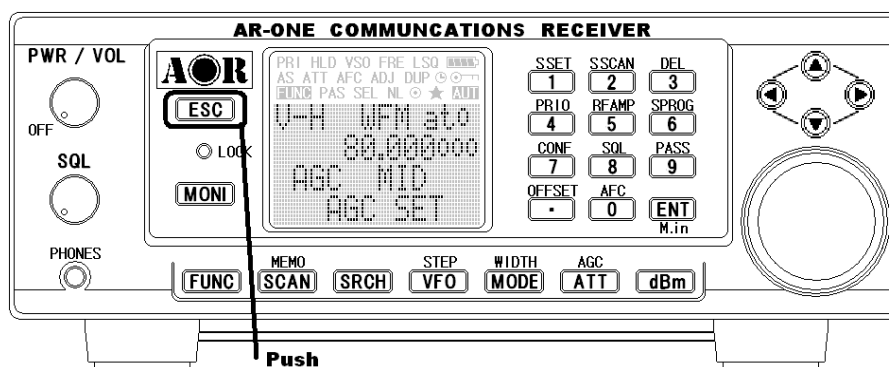 AR-ONE COMMUNCATIONS RECEIVER
PWR / VOL
OFF
SQL
PHONES
AOR
ESC
LOCK
MONI
PRI HLD VSO FRE LSQ
AS ATT AFC ADJ DUP
FUNC PAS SEL NL AUT
V-H WFM ato
80.000000
AGC MID
AGC SET
SSET SSCAN DEL
1 2 3
PRIO RFAMP SPROG
4 5 6
CONF SQL PASS
7 8 9
OFFSET AFC
. 0 ENT
M.in
MEMO STEP WIDTH AGC
FUNC SCAN SRCH VFO MODE ATT dBm
Push